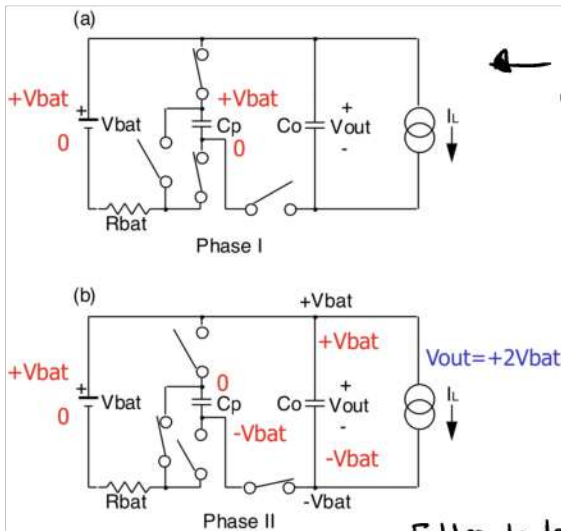 (a)
+Vbat
+
Vbat
0
+Vbat
Cp
0
Co
+
Vout
-
IL
Rbat
Phase I
(b)
+Vbat
+Vbat
+
Vbat
0
0
Cp
-Vbat
+Vbat
Co
+
Vout
-
-Vbat
IL
Vout=+2Vbat
Rbat
-Vbat
Phase II